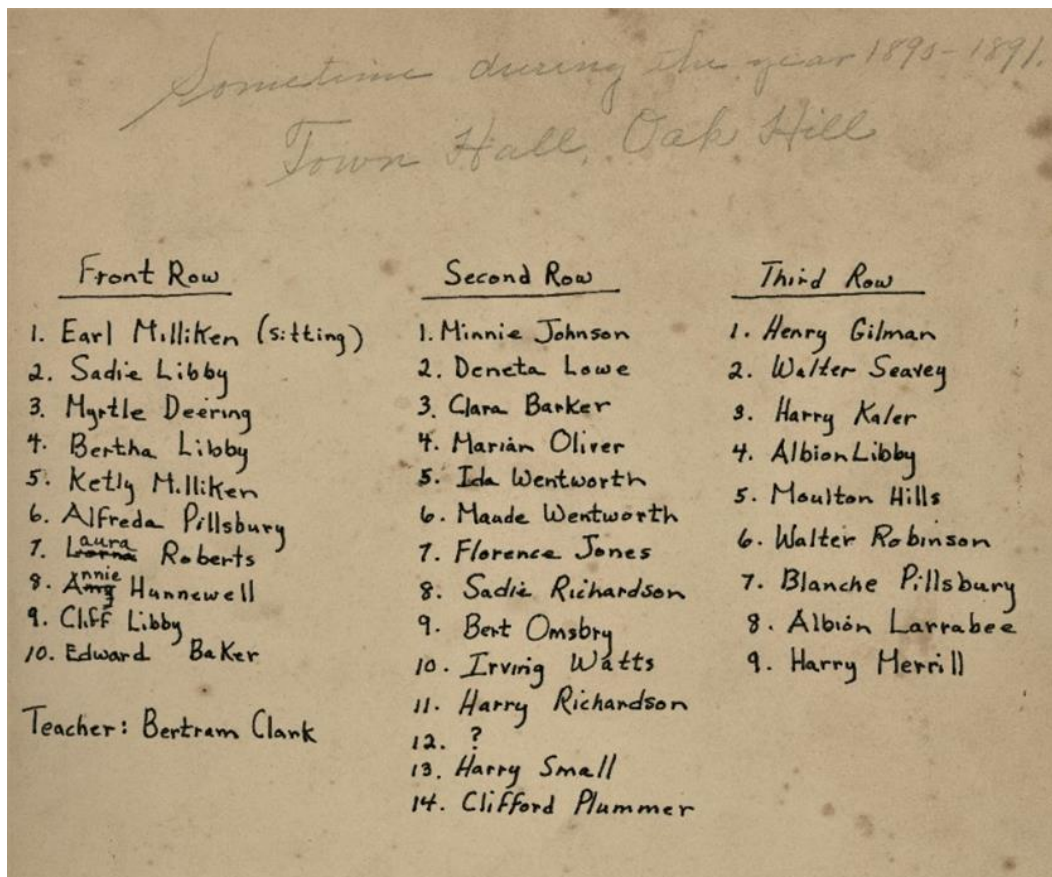 Sometime during the year 1890-1891.
Town Hall, Oak Hill
Front Row
1. Earl Milliken (sitting)
2. Sadie Libby
3. Myrtle Deering
4. Bertha Libby
5. Ketly Milliken
6. Alfreda Pillsbury
7. Laura Roberts
8. Annie Hunnewell
9. Cliff Libby
10. Edward Baker
Teacher: Bertram Clark
Second Row
1. Minnie Johnson
2. Deneta Lowe
3. Clara Barker
4. Marian Oliver
5. Ida Wentworth
6. Maude Wentworth
7. Florence Jones
8. Sadie Richardson
9. Bert Omsbry
10. Irving Watts
11. Harry Richardson
12. ?
13. Harry Small
14. Clifford Plummer
Third Row
1. Henry Gilman
2. Walter Seavey
3. Harry Kaler
4. Albion Libby
5. Moulton Hills
6. Walter Robinson
7. Blanche Pillsbury
8. Albion Larrabee
9. Harry Merrill